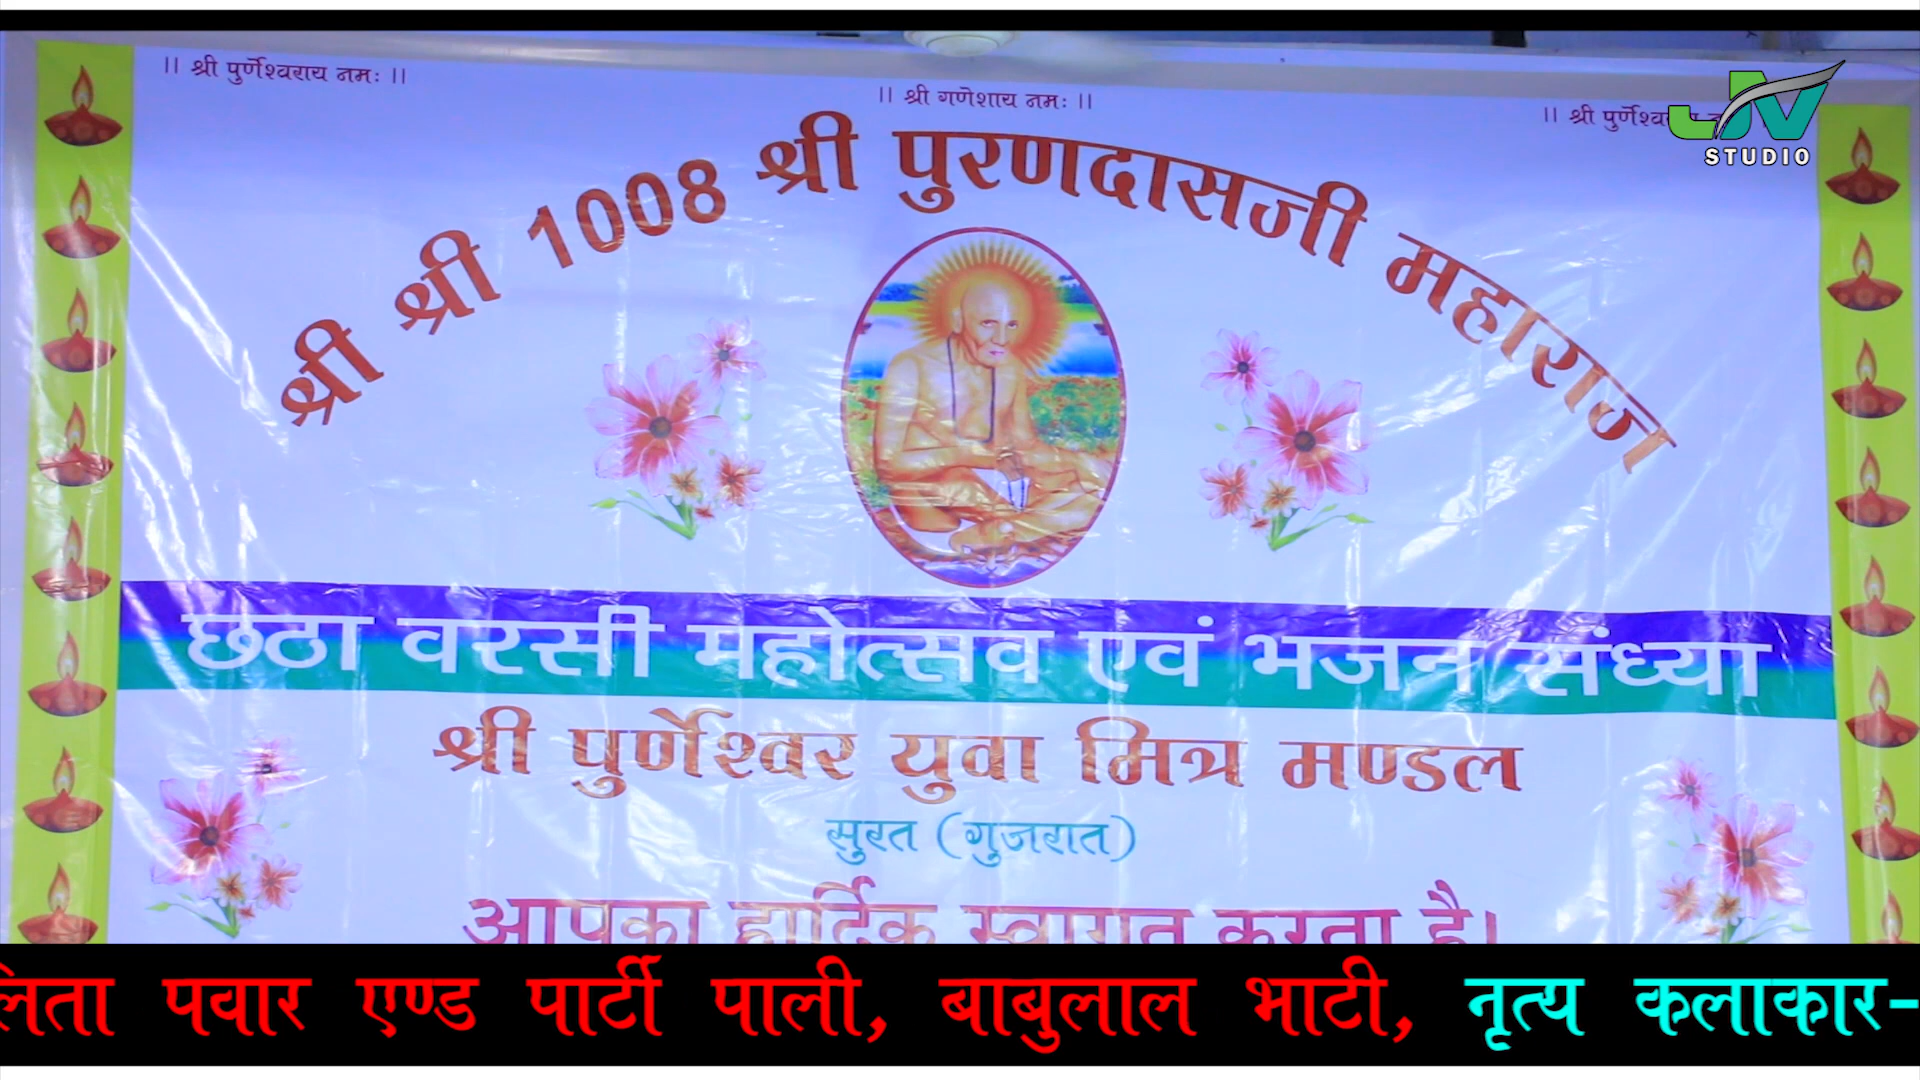 ।। श्री पुर्णेश्वराय नमः ।।
।। श्री गणेशाय नमः ।।
।। श्री
STUDIO
श्री श्री 1008 श्री पुरणदासजी महाराज
छठा वरसी महोत्सव एवं भजन संध्या
श्री पुर्णेश्वर युवा मित्र मण्डल
सुरत (गुजरात)
आपका हार्दिक स्वागत करता है।
पवार एण्ड पार्टी पाली, बाबुलाल भाटी, नृत्य कलाकार-